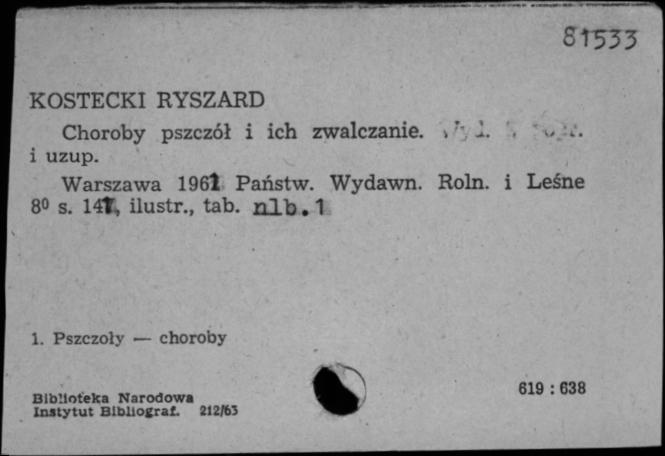 81533
KOSTECKI RYSZARD
Choroby pszczół i ich zwalczanie. Wyd.
i uzup.
Warszawa 1961 Państw. Wydawn. Roln. i Leśne
8⁰ s. 141, ilustr., tab. nlb.1
1. Pszczoły — choroby
619 : 638
Biblioteka Narodowa
Instytut Bibliograf. 212/63